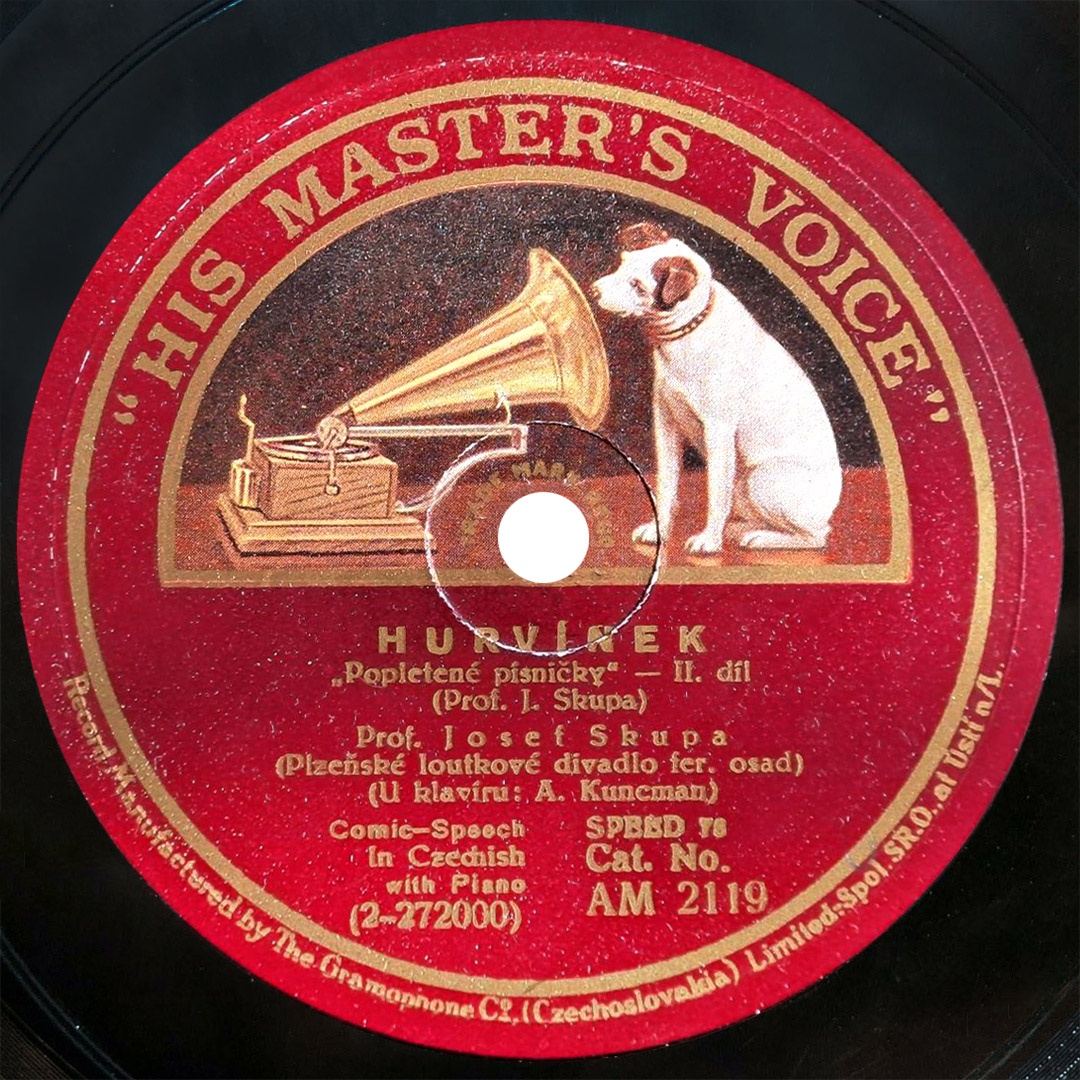 “HIS MASTER'S VOICE”
HURVÍNEK
„Popletené písničky“ — II. díl
(Prof. J. Skupa)
Prof. Josef Skupa
(Plzeňské loutkové divadlo fer. osad)
(U klavíru: A. Kuncman)
Comic-Speech
in Czechish
with Piano
(2-272000)
SPEED 78
Cat. No.
AM 2119
Record Manufactured by The Gramophone Co., (Czechoslovakia) Limited-Spol. SR.O. at Ústí n/L.